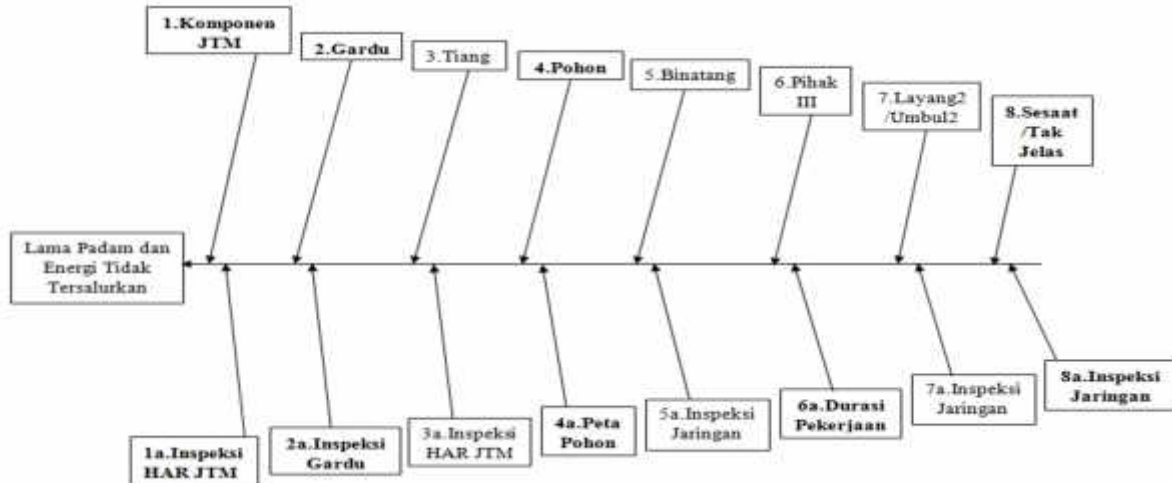 1.Komponen
JTM
2.Gardu
3.Tiang
4.Pohon
5.Binatang
6.Pihak
III
7.Layang2
/Umbul2
8.Sesaat
/Tak
Jelas
Lama Padam dan
Energi Tidak
Tersalurkan
1a.Inspeksi
HAR JTM
2a.Inspeksi
Gardu
3a.Inspeksi
HAR JTM
4a.Peta
Pohon
5a.Inspeksi
Jaringan
6a.Durasi
Pekerjaan
7a.Inspeksi
Jaringan
8a.Inspeksi
Jaringan